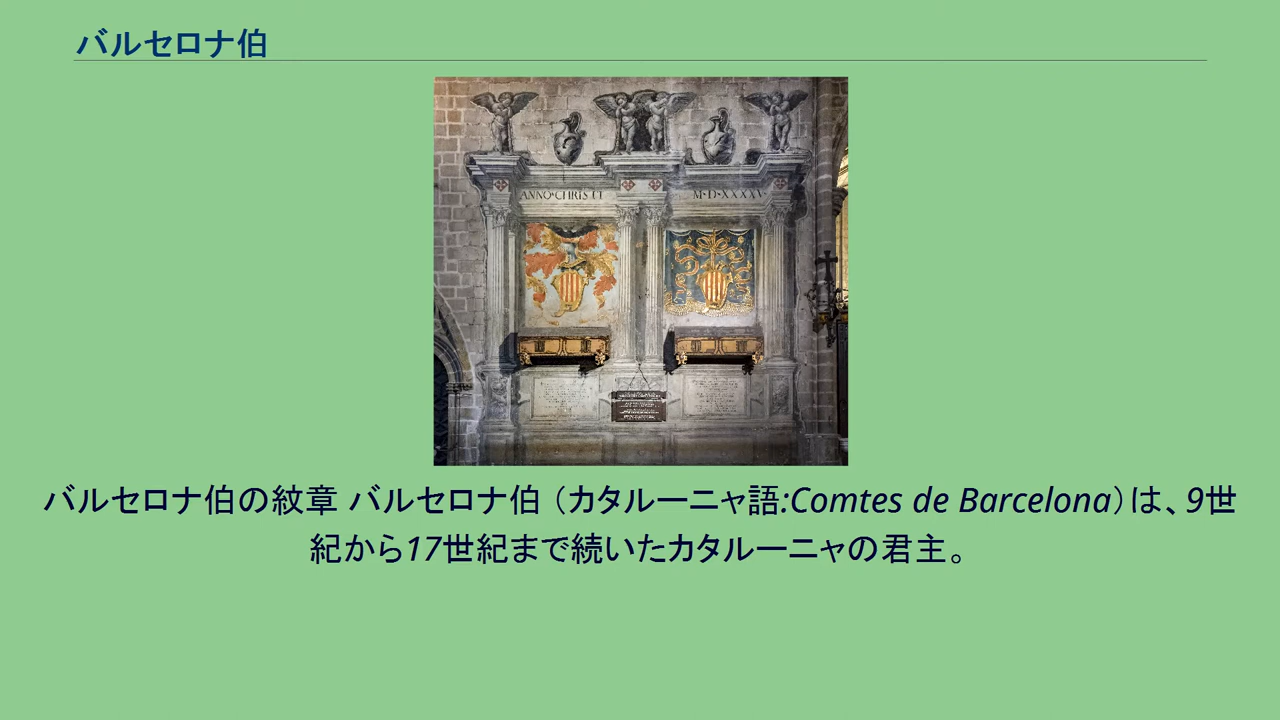 バルセロナ伯
ANNO·CHRISTI
M·D·XXXXV·
バルセロナ伯の紋章 バルセロナ伯 （カタルーニャ語:Comtes de Barcelona）は、9世
紀から17世紀まで続いたカタルーニャの君主。